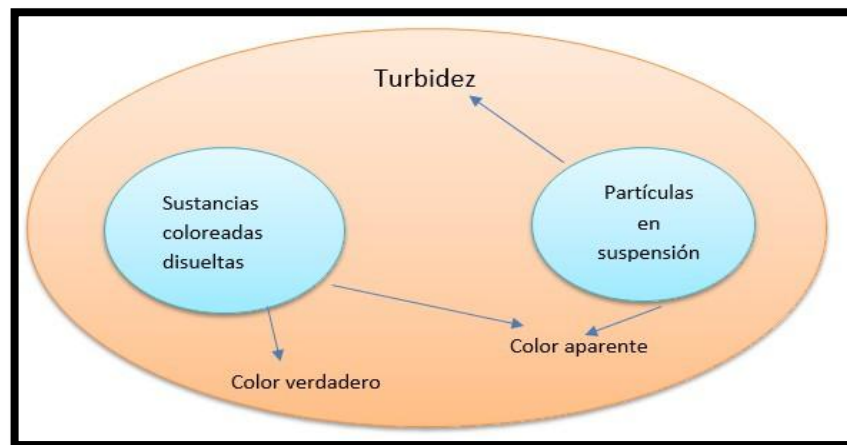 Turbidez
Sustancias
coloreadas
disueltas
Partículas
en
suspensión
Color aparente
Color verdadero